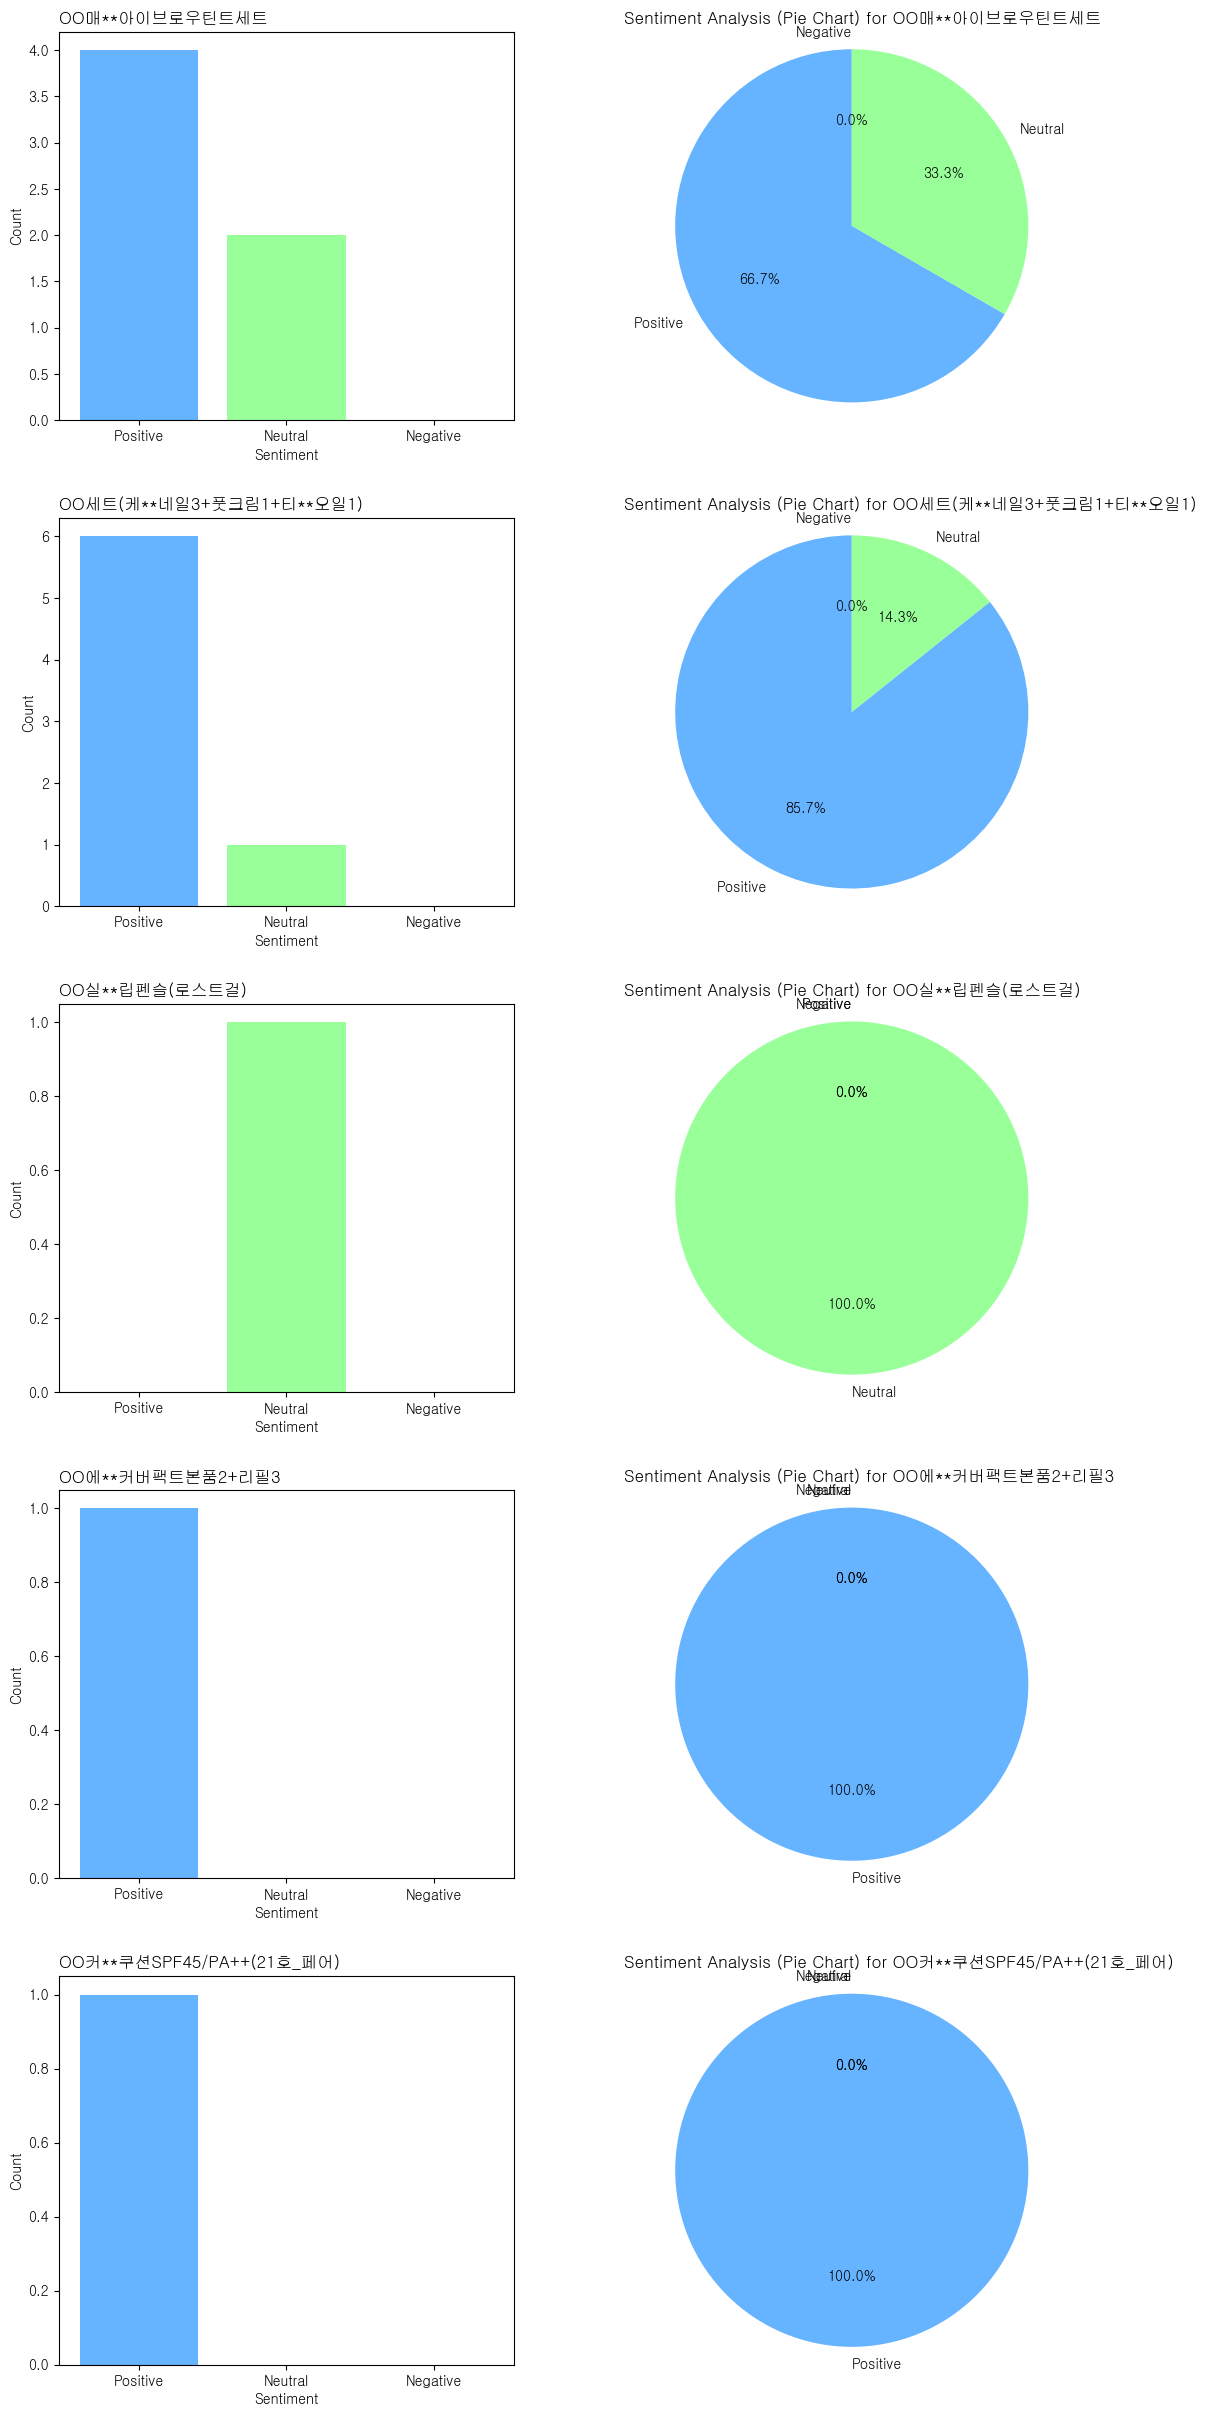 OO매**아이브로우틴트세트
4.0
3.5
3.0
2.5
2.0
1.5
1.0
0.5
0.0
Count
Positive
Neutral
Negative
Sentiment
Sentiment Analysis (Pie Chart) for OO매**아이브로우틴트세트
Negative
0.0%
Neutral
33.3%
66.7%
Positive
OO세트(케**네일3+풋크림1+티**오일1)
6
5
4
3
2
1
0
Count
Positive
Neutral
Negative
Sentiment
Sentiment Analysis (Pie Chart) for OO세트(케**네일3+풋크림1+티**오일1)
Negative
Neutral
0.0%
14.3%
85.7%
Positive
OO실**립펜슬(로스트걸)
1.0
0.8
0.6
0.4
0.2
0.0
Count
Positive
Neutral
Negative
Sentiment
Sentiment Analysis (Pie Chart) for OO실**립펜슬(로스트걸)
Negative
Positive
0.0%
0.0%
100.0%
Neutral
OO에**커버팩트본품2+리필3
1.0
0.8
0.6
0.4
0.2
0.0
Count
Positive
Neutral
Negative
Sentiment
Sentiment Analysis (Pie Chart) for OO에**커버팩트본품2+리필3
Negative
Neutral
0.0%
0.0%
100.0%
Positive
OO커**쿠션SPF45/PA++(21호_페어)
1.0
0.8
0.6
0.4
0.2
0.0
Count
Positive
Neutral
Negative
Sentiment
Sentiment Analysis (Pie Chart) for OO커**쿠션SPF45/PA++(21호_페어)
Negative
Neutral
0.0%
0.0%
100.0%
Positive